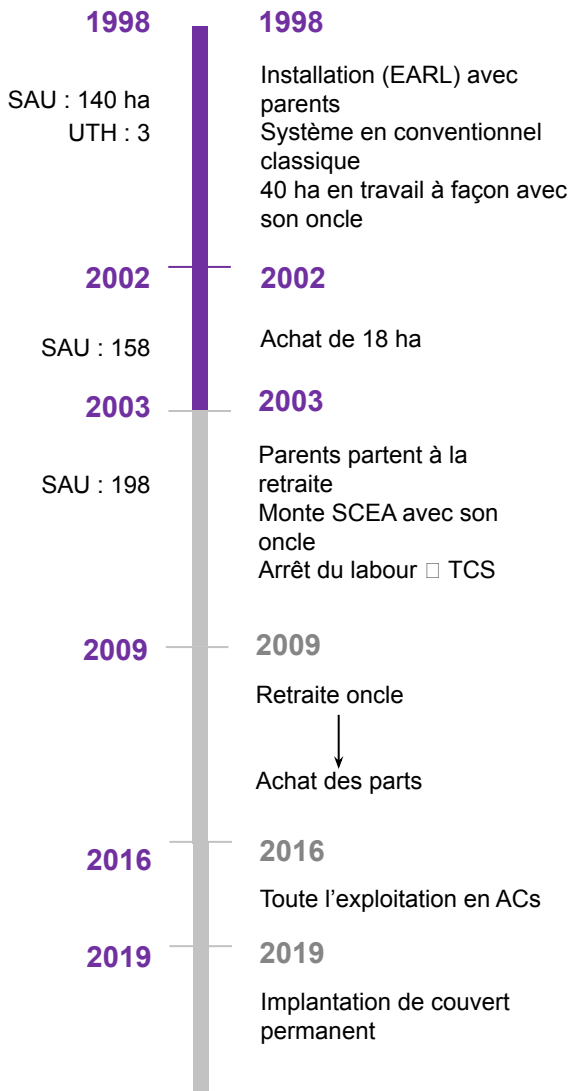 1998
1998
SAU : 140 ha
UTH : 3
Installation (EARL) avec
parents
Système en conventionnel
classique
40 ha en travail à façon avec
son oncle
2002
2002
SAU : 158
Achat de 18 ha
2003
2003
SAU : 198
Parents partent à la
retraite
Monte SCEA avec son
oncle
Arrêt du labour □ TCS
2009
2009
Retraite oncle
Achat des parts
2016
2016
Toute l’exploitation en ACs
2019
2019
Implantation de couvert
permanent